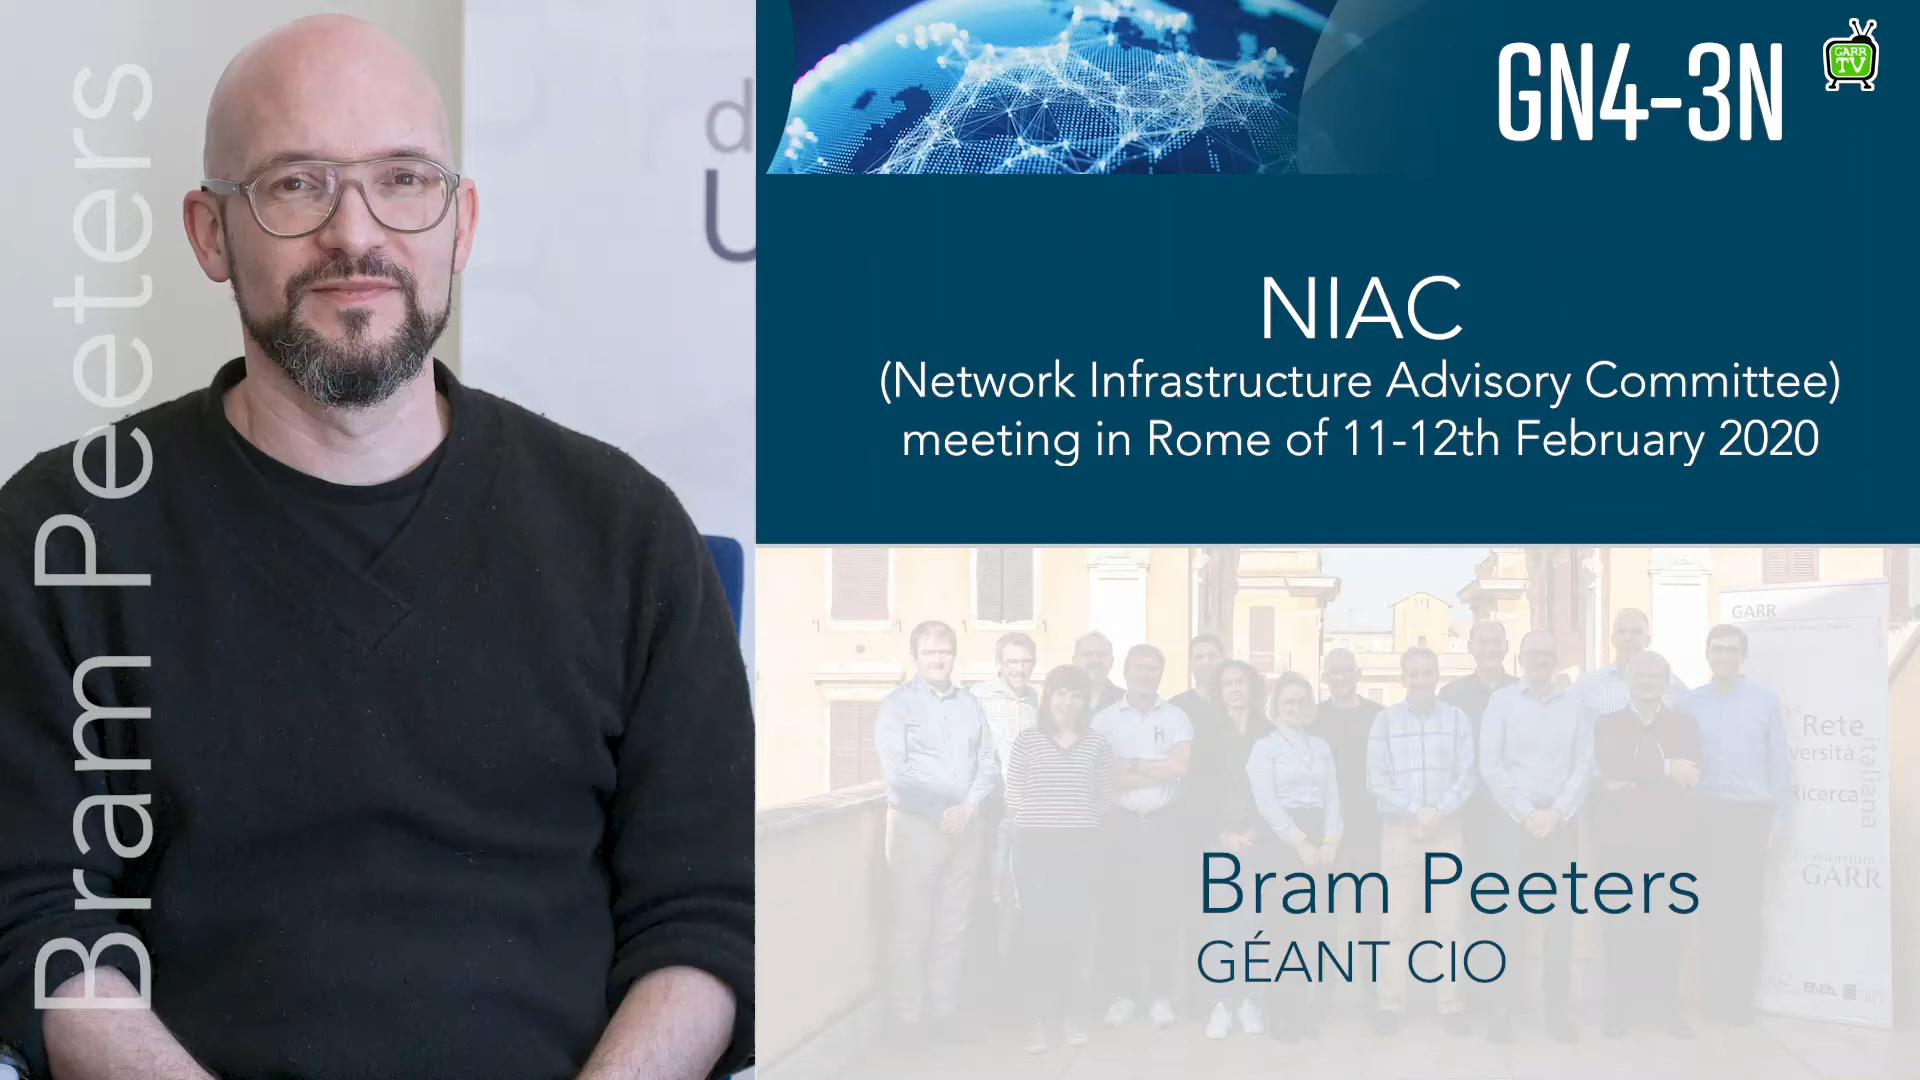 Bram Peeters
d
U
GN4-3N
GARR
TV
NIAC
(Network Infrastructure Advisory Committee)
meeting in Rome of 11-12th February 2020
GARR
Rete
italiana
Ricerca
GARR
Bram Peeters
GÉANT CIO